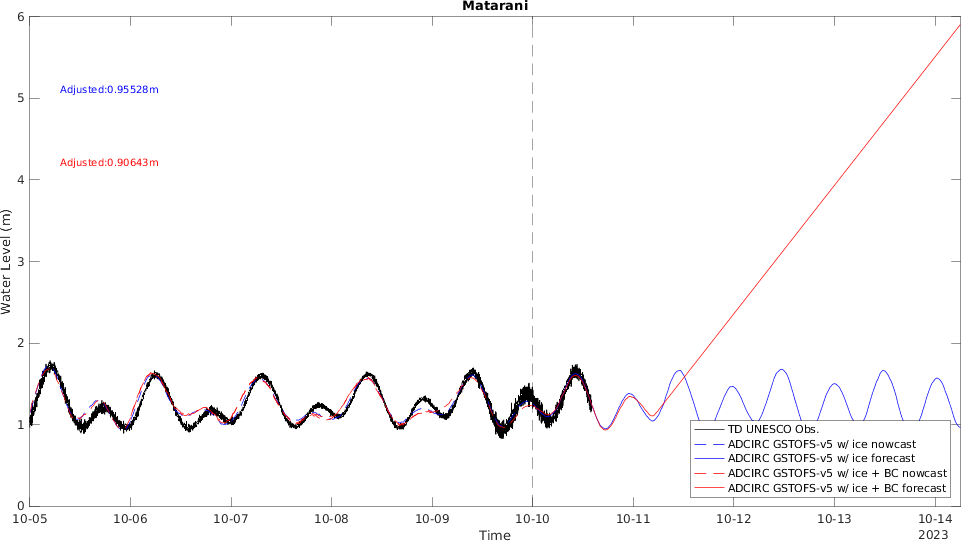 Matarani
6
5
4
3
2
1
0
Water Level (m)
Adjusted:0.95528m
Adjusted:0.90643m
TD UNESCO Obs.
ADCIRC GSTOFS-v5 w/ ice nowcast
ADCIRC GSTOFS-v5 w/ ice forecast
ADCIRC GSTOFS-v5 w/ ice + BC nowcast
ADCIRC GSTOFS-v5 w/ ice + BC forecast
10-05 10-06 10-07 10-08 10-09 10-10 10-11 10-12 10-13 10-14
2023
Time